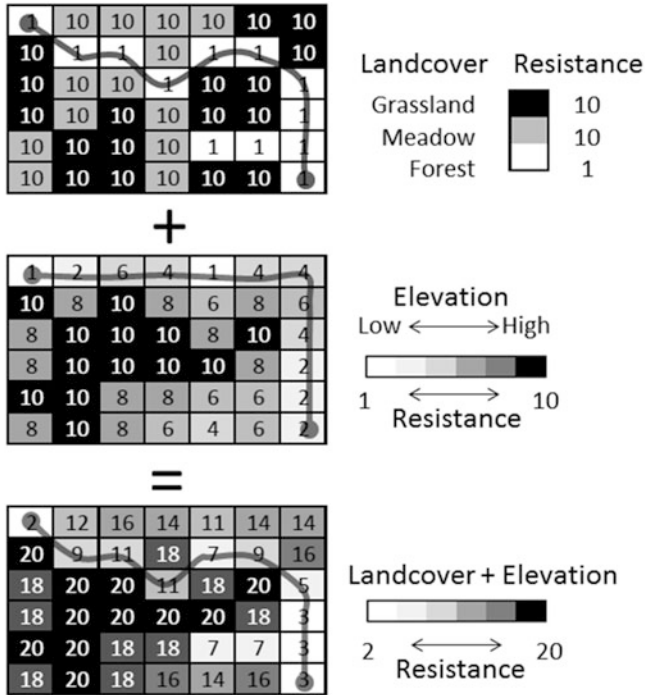 1 10 10 10 10 10 10
10 1 1 10 1 1 10
10 10 10 1 10 10 1
10 10 10 10 10 10 1
10 10 10 10 1 1 1
10 10 10 10 10 10 1
Landcover Resistance
Grassland 10
Meadow 10
Forest 1
+
1 2 6 4 1 4 4
10 8 10 8 6 8 6
8 10 10 10 8 10 4
8 10 10 10 10 8 2
10 10 8 8 6 6 2
8 10 8 6 4 6 2
Elevation
Low High
1 10
Resistance
=
2 12 16 14 11 14 14
20 9 11 18 7 9 16
18 20 20 11 18 20 5
18 20 20 20 20 18 3
20 20 18 18 7 7 3
18 20 18 16 14 16 3
Landcover + Elevation
2 20
Resistance